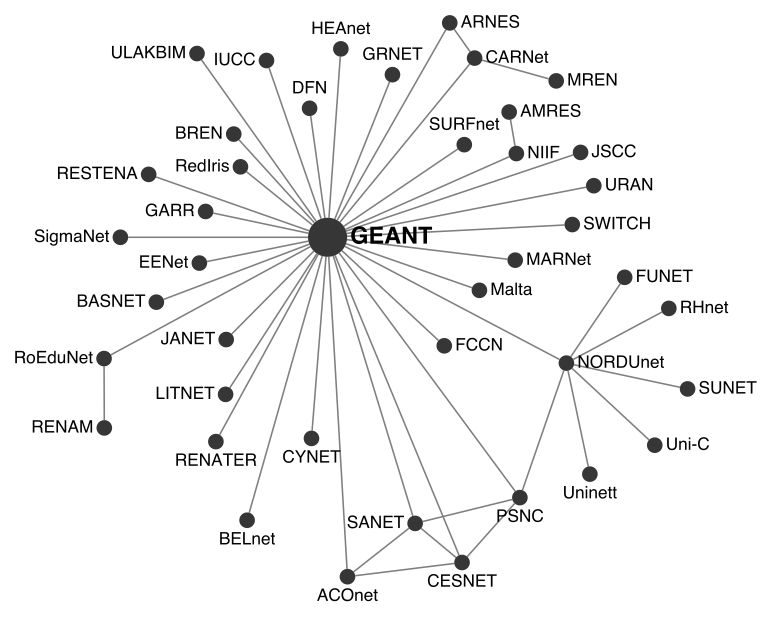 ARNES
HEAnet
ULAKBIM
IUCC
GRNET
CARNet
MREN
DFN
AMRES
SURFnet
BREN
NIIF
JSCC
RedIris
RESTENA
URAN
GARR
SWITCH
SigmaNet
GEANT
EENet
MARNet
FUNET
Malta
BASNET
RHnet
JANET
FCCN
RoEduNet
NORDUnet
SUNET
LITNET
RENAM
Uni-C
RENATER
CYNET
Uninett
PSNC
SANET
BELnet
CESNET
ACOnet